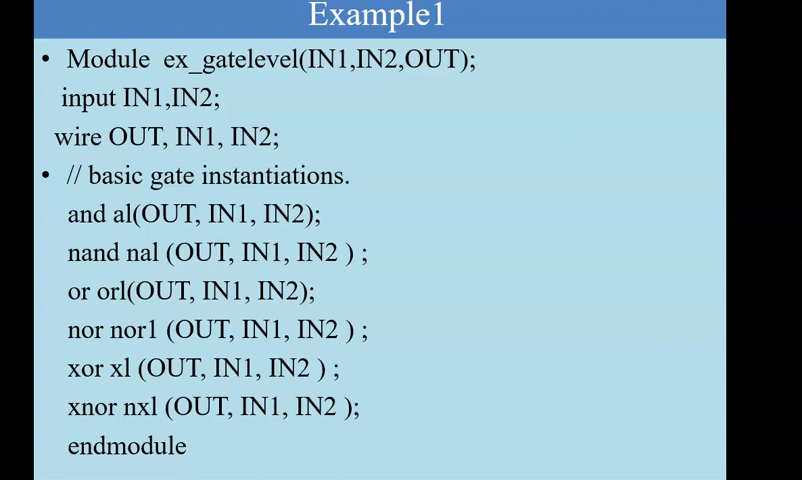 Example1
• Module ex_gatelevel(IN1,IN2,OUT);
input IN1,IN2;
wire OUT, IN1, IN2;
• // basic gate instantiations.
and al(OUT, IN1, IN2);
nand nal (OUT, IN1, IN2 ) ;
or orl(OUT, IN1, IN2);
nor nor1 (OUT, IN1, IN2 ) ;
xor xl (OUT, IN1, IN2 ) ;
xnor nxl (OUT, IN1, IN2 );
endmodule